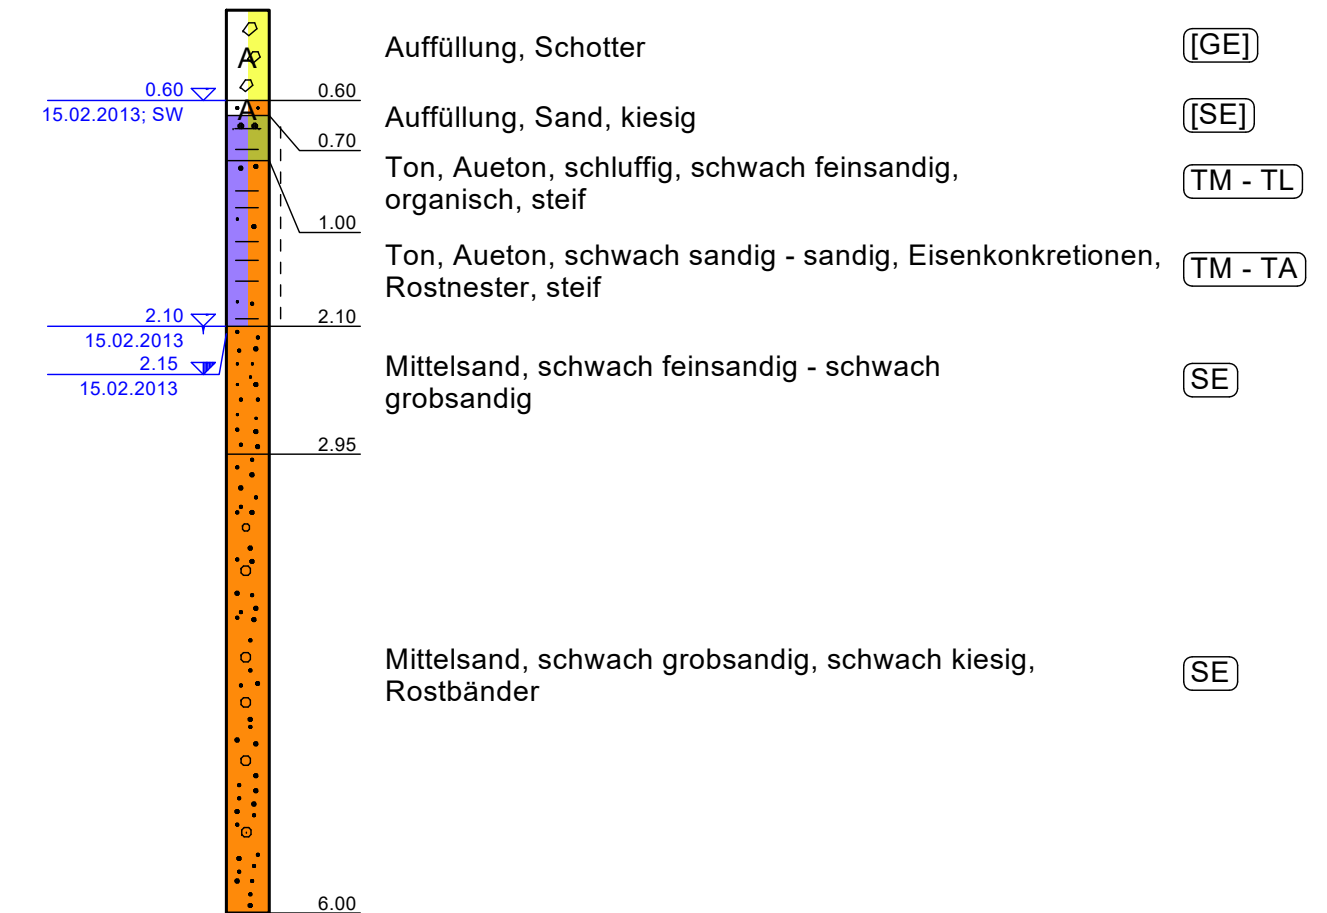 Auffüllung, Schotter
[GE]
A
0.60
0.60
15.02.2013; SW
A
Auffüllung, Sand, kiesig
[SE]
0.70
Ton, Aueton, schluffig, schwach feinsandig,
organisch, steif
TM - TL
1.00
Ton, Aueton, schwach sandig - sandig, Eisenkonkretionen,
Rostnester, steif
TM - TA
2.10
2.10
15.02.2013
2.15
15.02.2013
Mittelsand, schwach feinsandig - schwach
grobsandig
SE
2.95
Mittelsand, schwach grobsandig, schwach kiesig,
Rostbänder
SE
6.00